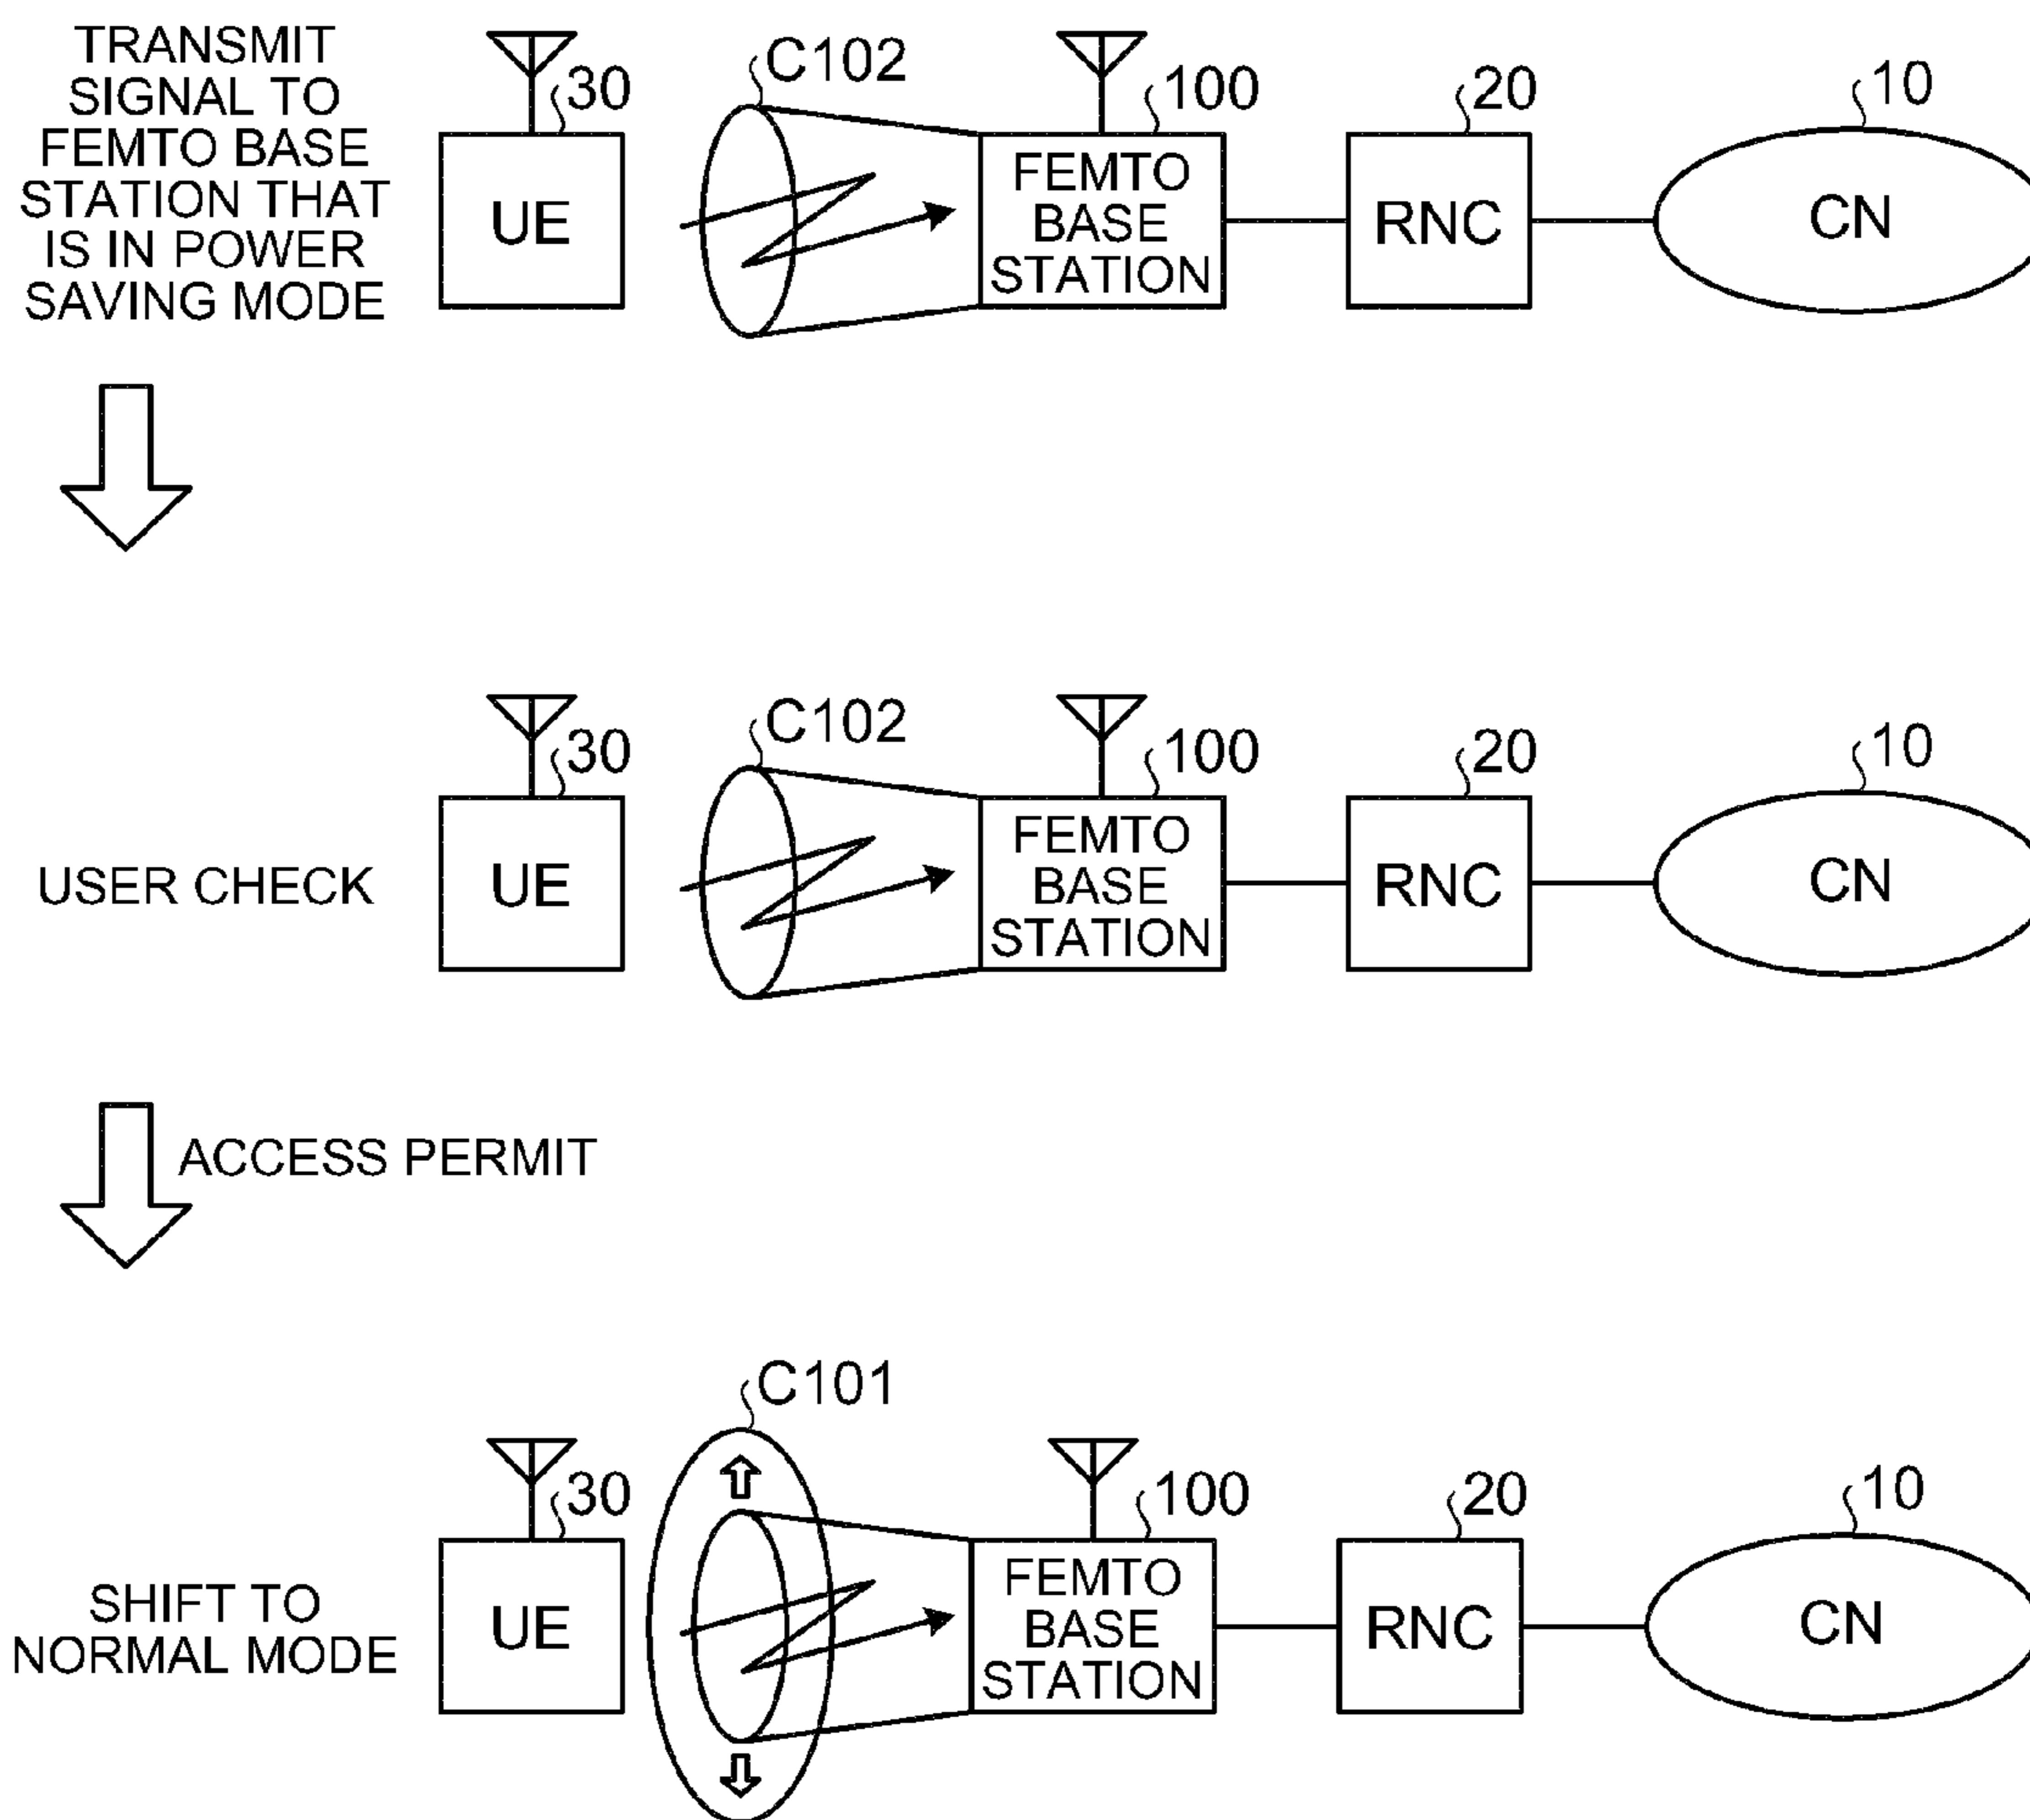 TRANSMIT
SIGNAL TO
FEMTO BASE
STATION THAT
IS IN POWER
SAVING MODE
30
UE
C102
100
FEMTO
BASE
STATION
20
RNC
10
CN
USER CHECK
30
UE
C102
100
FEMTO
BASE
STATION
20
RNC
10
CN
ACCESS PERMIT
SHIFT TO
NORMAL MODE
30
UE
C101
100
FEMTO
BASE
STATION
20
RNC
10
CN